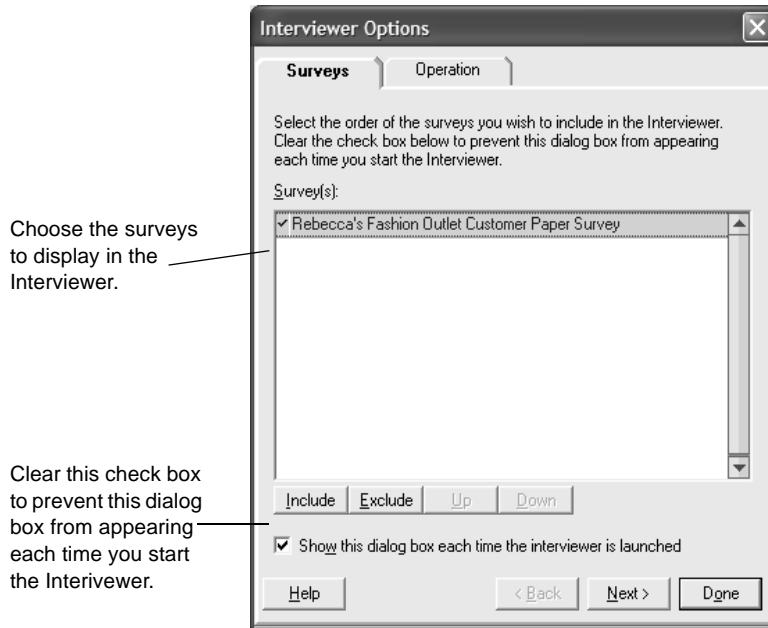 Interviewer Options
Surveys
Operation
Select the order of the surveys you wish to include in the Interviewer.
Clear the check box below to prevent this dialog box from appearing
each time you start the Interviewer.
Survey(s):
Rebecca's Fashion Outlet Customer Paper Survey
Choose the surveys
to display in the
Interviewer.
Include
Exclude
Up
Down
Clear this check box
to prevent this dialog
box from appearing
each time you start
the Interivewer.
Show this dialog box each time the interviewer is launched
Help
< Back
Next >
Done